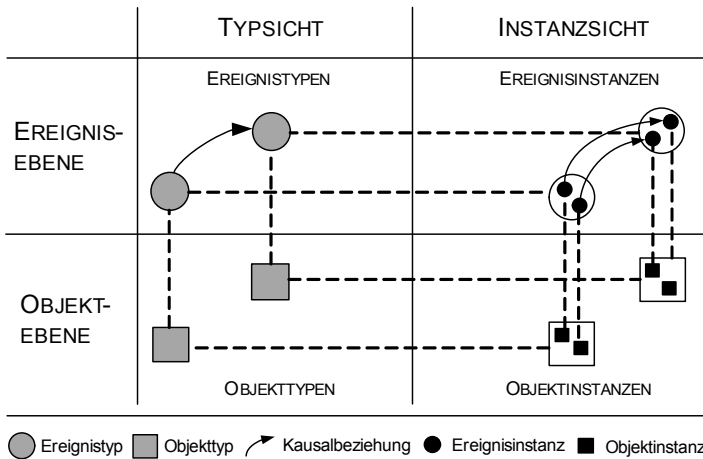 TYPSICHT INSTANZSICHT
EREIGNISTYPEN EREIGNISINSTANZEN
EREIGNIS-
EBENE
OBJEKT-
EBENE
OBJEKTTYPEN OBJEKTINSTANZEN
Ereignistyp Objekttyp Kausalbeziehung Ereignisinstanz Objektinstanz